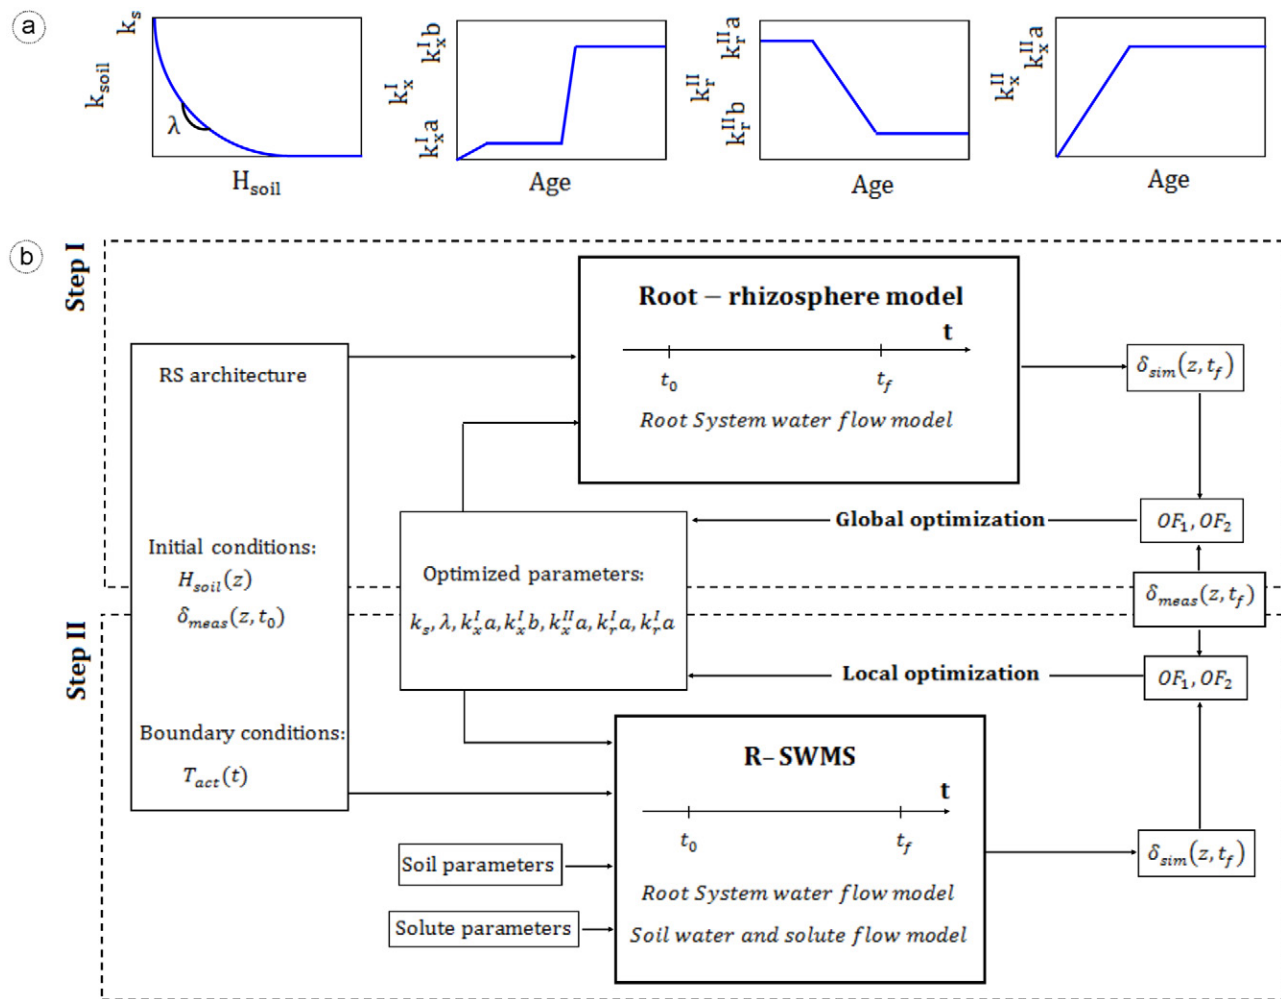 a
k_s
k_soil
λ
H_soil
k_x^I b
k_x^I
k_x^I a
Age
k_r^II a
k_r^II
k_r^II b
Age
k_x^II a
k_x^II
Age
b
Step I
Root – rhizosphere model
t
t_0 t_f
Root System water flow model
RS architecture
Initial conditions:
H_soil(z)
δ_meas(z, t_0)
Boundary conditions:
T_act(t)
δ_sim(z, t_f)
Global optimization
OF_1, OF_2
Optimized parameters:
k_s, λ, k_x^I a, k_x^I b, k_x^II a, k_r^I a, k_r^I a
δ_meas(z, t_f)
Step II
Local optimization
OF_1, OF_2
R– SWMS
t
t_0 t_f
Root System water flow model
Soil water and solute flow model
Soil parameters
Solute parameters
δ_sim(z, t_f)